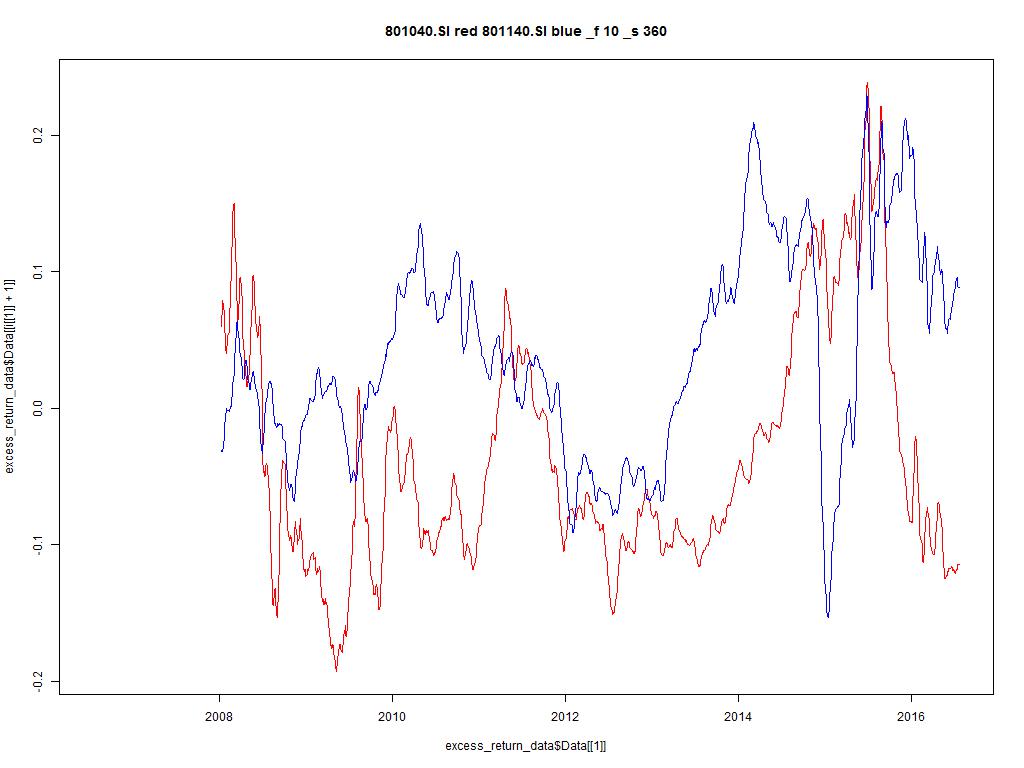 801040.SI red 801140.SI blue _f 10 _s 360
excess_return_data$Data[[i[f[1]] + 1]]
0.2
0.1
0.0
-0.1
-0.2
2008 2010 2012 2014 2016
excess_return_data$Data[[1]]